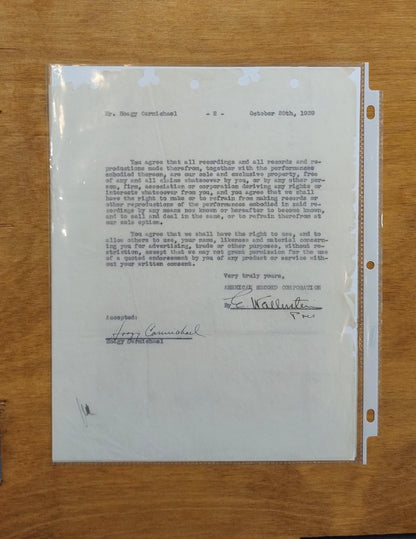 Mr. Hoagy Carmichael - 2 - October 20th, 1939
You agree that all recordings and all records and re-
productions made therefrom, together with the performances
embodied thereon, are our sole and exclusive property, free
of any and all claims whatsoever by you, or by any other per-
son, firm, association or corporation deriving any rights or
interests whatsoever from you, and you agree that we shall
have the right to make or to refrain from making records or
other reproductions of the performances embodied in said re-
cordings by any means now known or hereafter to become known,
and to sell and deal in the same, or to refrain therefrom at
our sole option.
You agree that we shall have the right to use, and to
allow others to use, your name, likeness and material concern-
ing you for advertising, trade or other purposes, without re-
striction, except that we may not grant permission for the use
of a quoted endorsement by you of any product or service with-
out your written consent.
Very truly yours,
AMERICAN RECORD CORPORATION
By E. Wallerstein
Pres
Accepted:
Hoagy Carmichael
Hoagy Carmichael